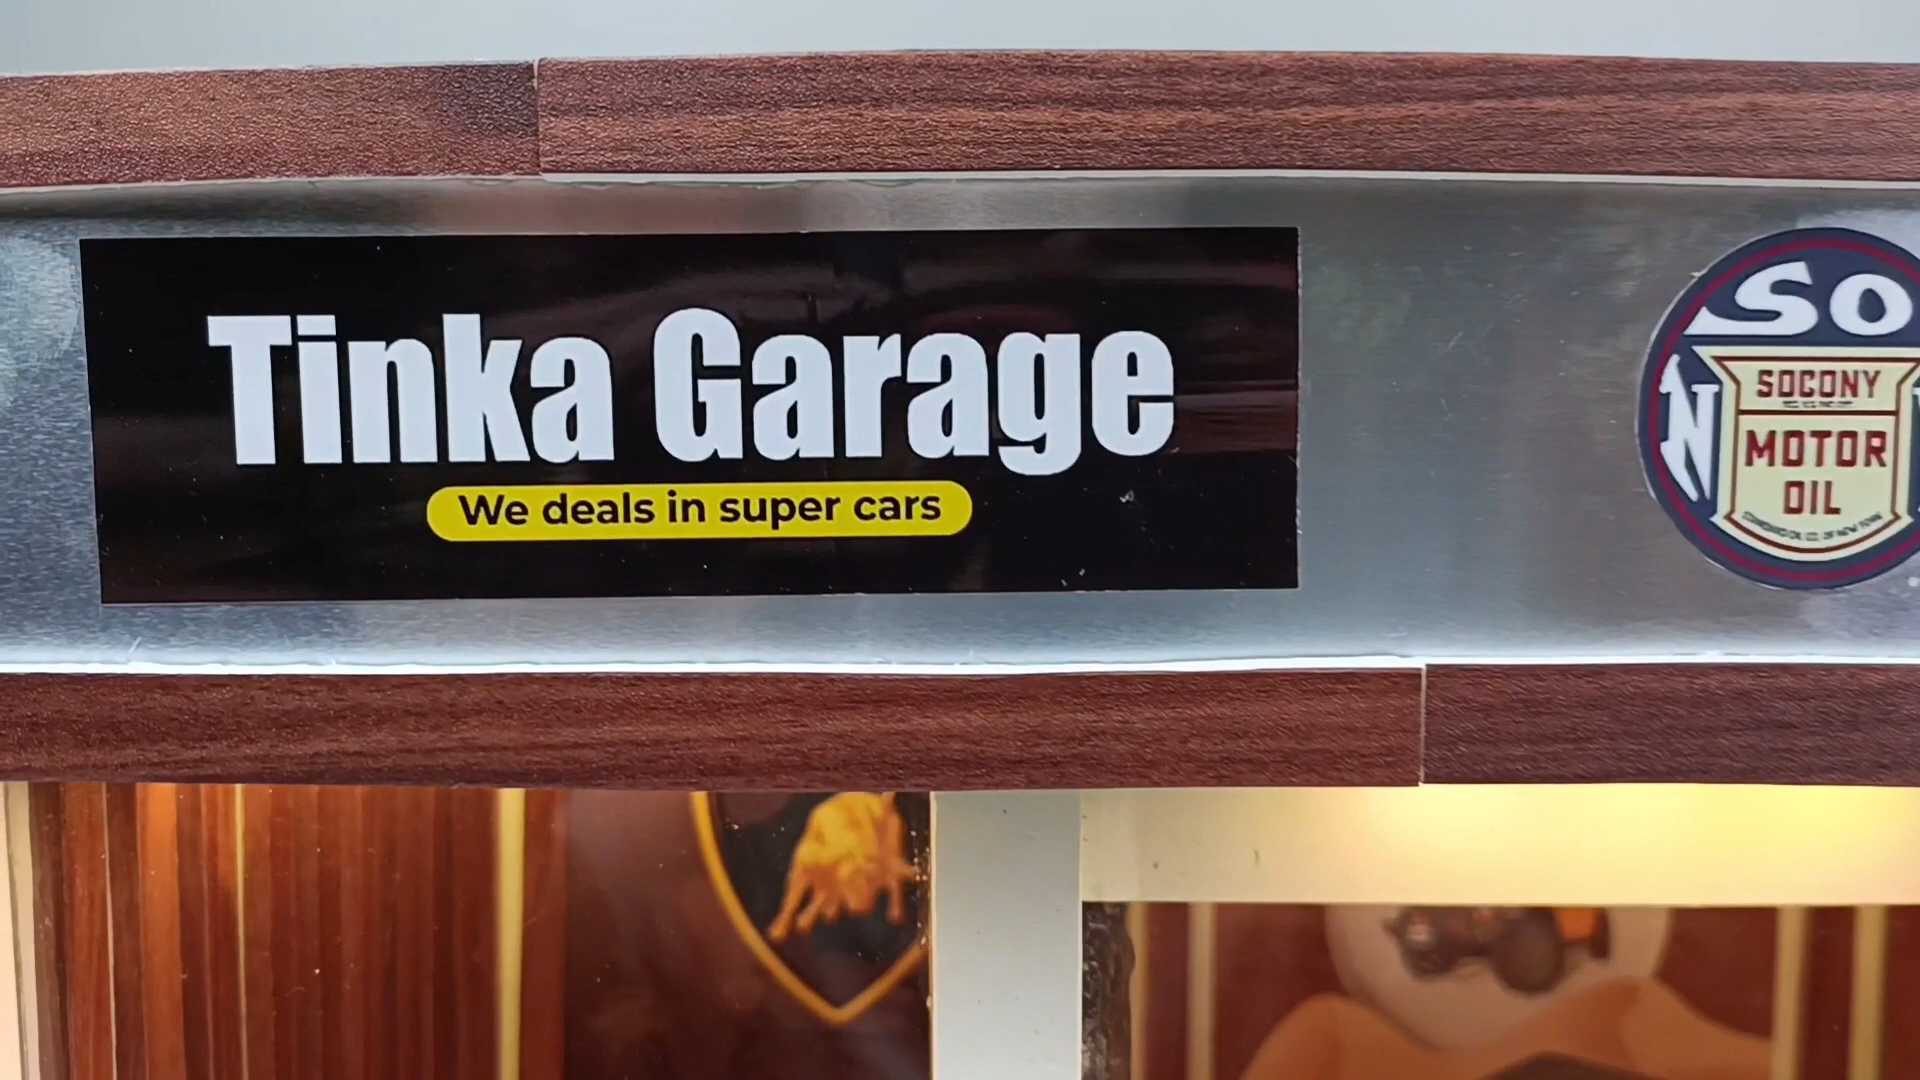 Tinka Garage
We deals in super cars
SO
N
SOCONY
MOTOR
OIL